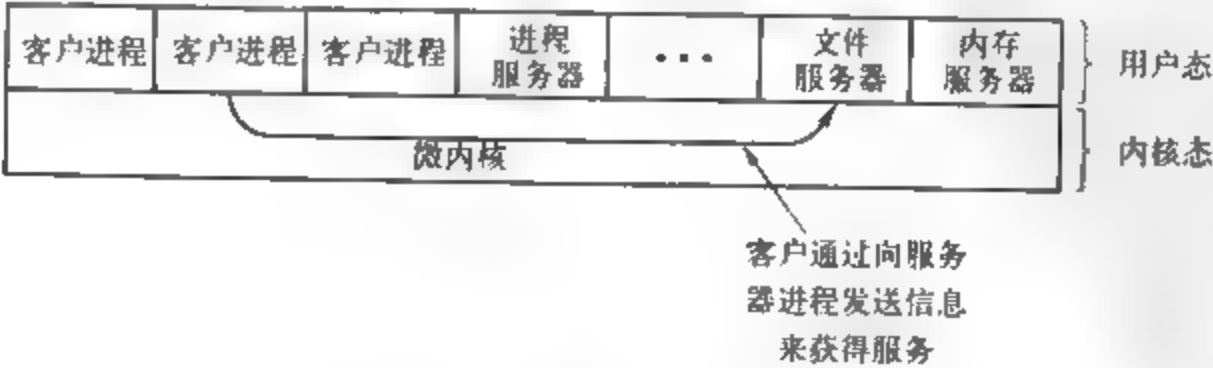 客户进程 客户进程 客户进程 进程服务器 ··· 文件服务器 内存服务器 用户态
微内核 内核态
客户通过向服务
器进程发送信息
来获得服务